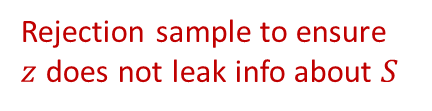 Rejection sample to ensure
z does not leak info about S